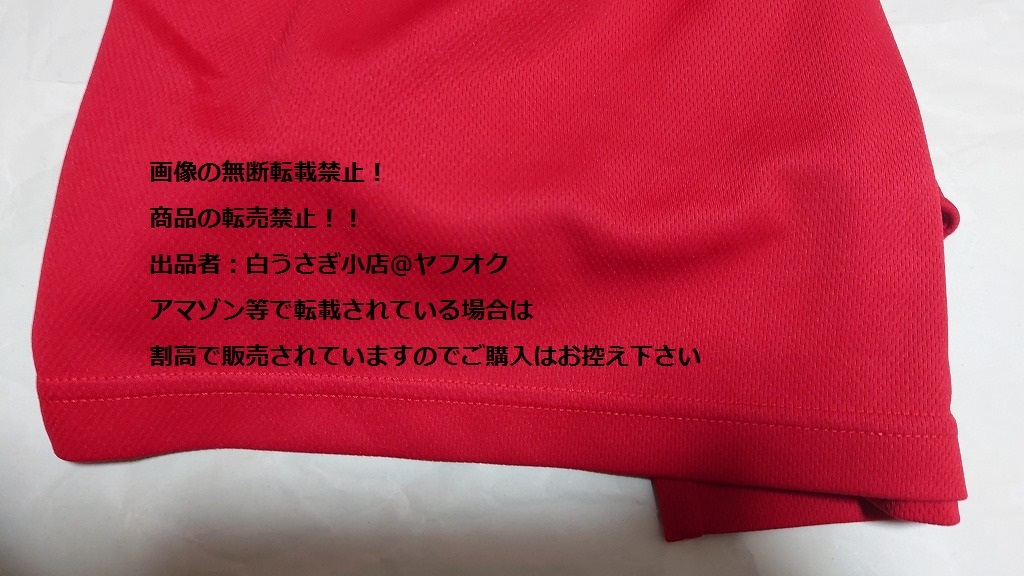 画像の無断転載禁止！
商品の転売禁止！！
出品者：白うさぎ小店@ヤフオク
アマゾン等で転載されている場合は
割高で販売されていますのでご購入はお控え下さい